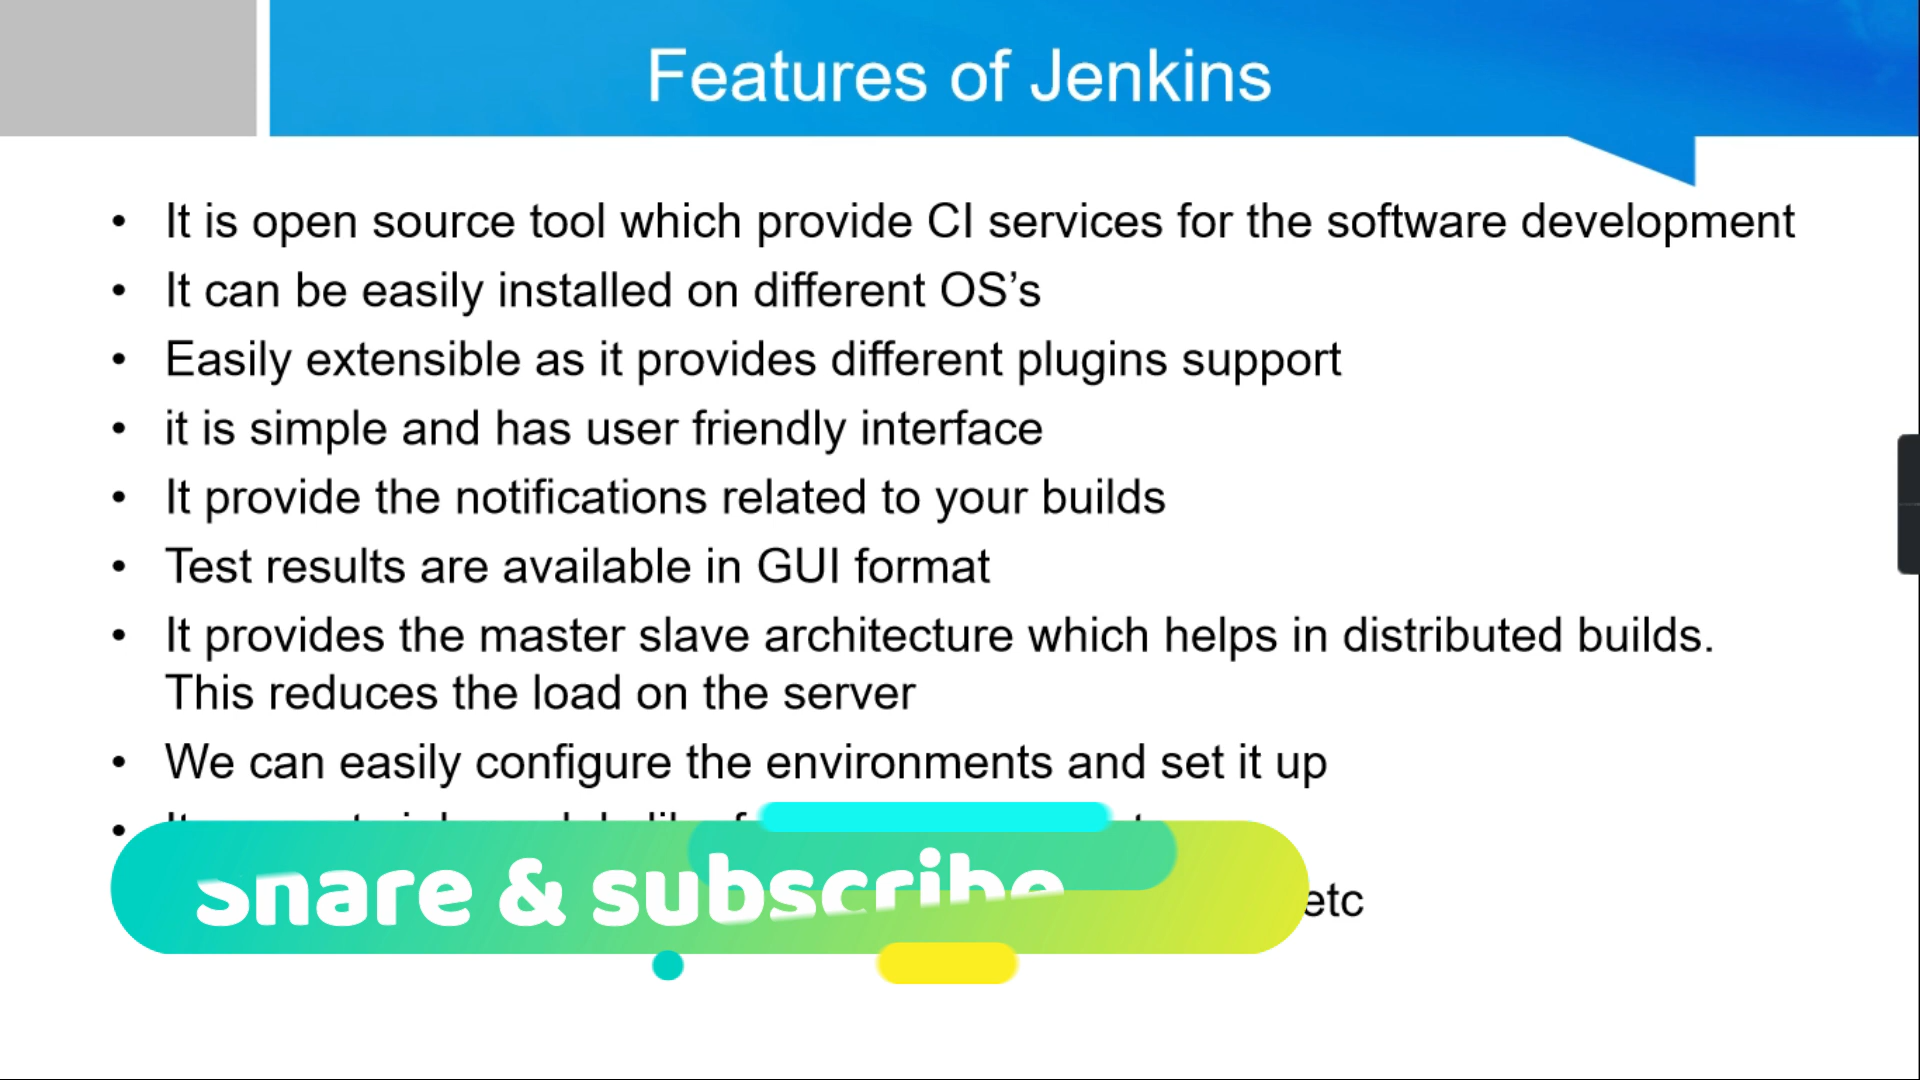 Features of Jenkins
• It is open source tool which provide CI services for the software development
• It can be easily installed on different OS’s
• Easily extensible as it provides different plugins support
• it is simple and has user friendly interface
• It provide the notifications related to your builds
• Test results are available in GUI format
• It provides the master slave architecture which helps in distributed builds.
This reduces the load on the server
• We can easily configure the environments and set it up
• It
Share & subscribe
etc